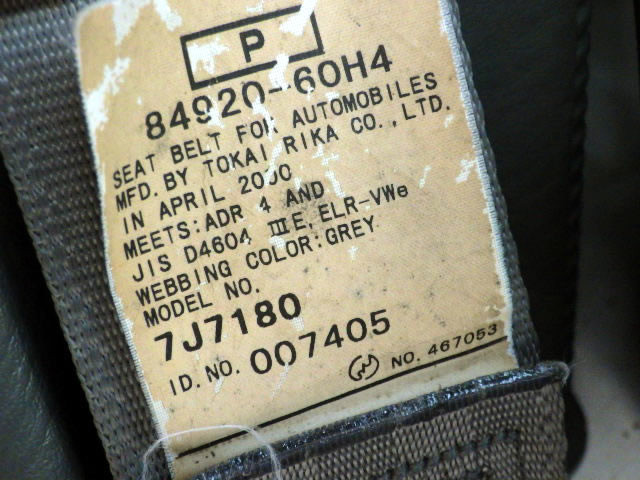 P
84920-60H4
SEAT BELT FOR AUTOMOBILES
MFD. BY TOKAI RIKA CO., LTD.
IN APRIL 2000
MEETS:ADR 4 AND
JIS D4604 ⅢE, ELR-VWe
WEBBING COLOR:GREY
MODEL NO.
7J7180
ID. NO. 007405
NO. 467053